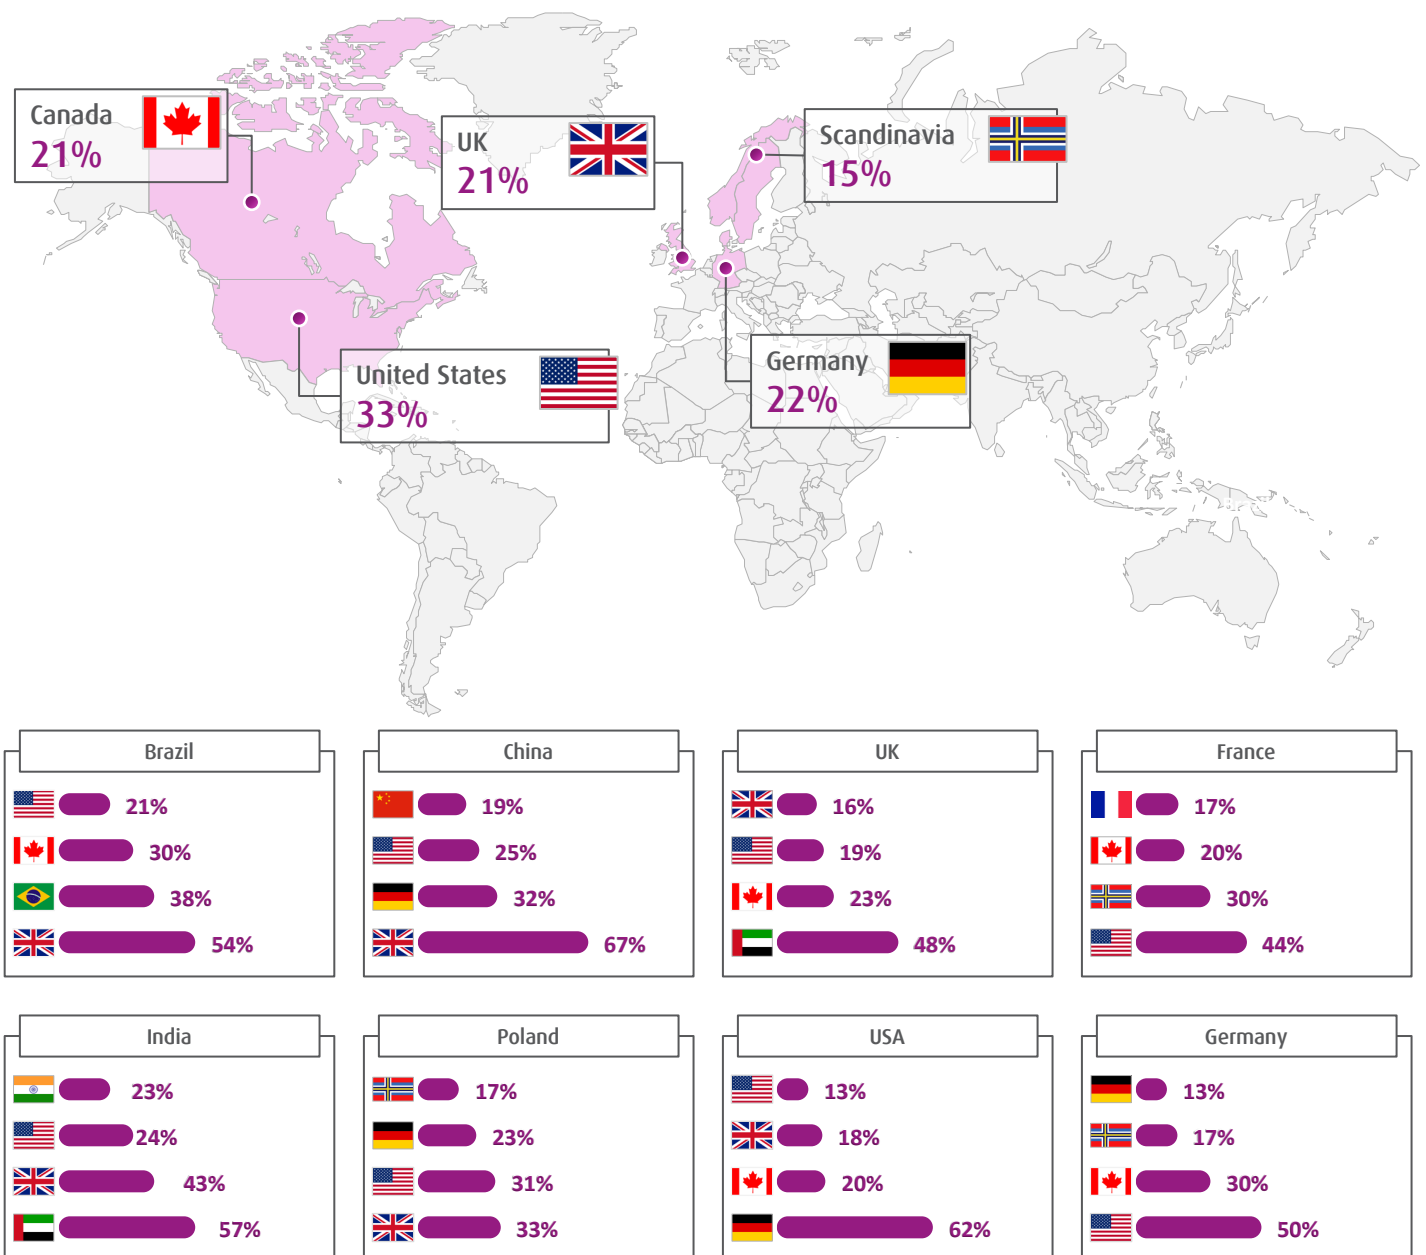 Canada
21%
UK
21%
Scandinavia
15%
United States
33%
Germany
22%
Brazil
21%
30%
38%
54%
China
19%
25%
32%
67%
UK
16%
19%
23%
48%
France
17%
20%
30%
44%
India
23%
24%
43%
57%
Poland
17%
23%
31%
33%
USA
13%
18%
20%
62%
Germany
13%
17%
30%
50%